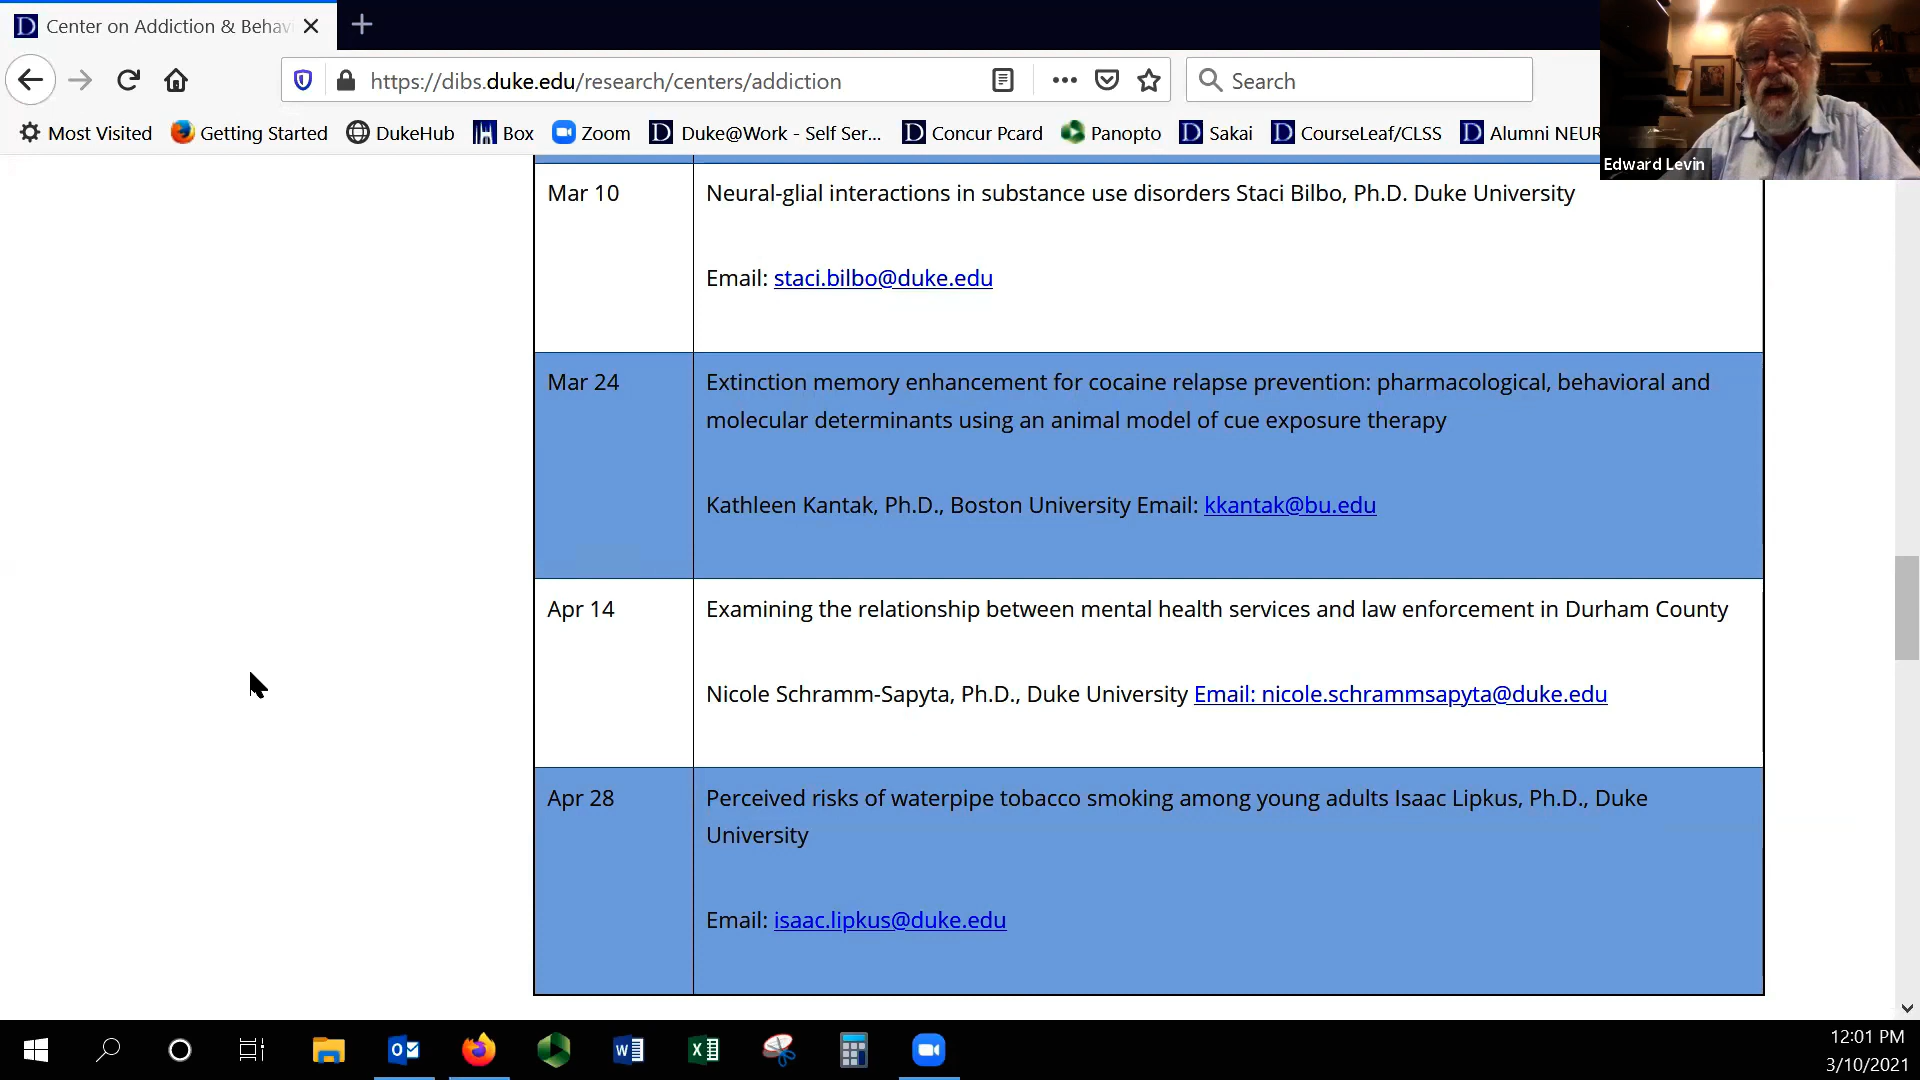 Center on Addiction & Behav
https://dibs.duke.edu/research/centers/addiction
Search
Most Visited
Getting Started
DukeHub
Box
Zoom
Duke@Work - Self Ser...
Concur Pcard
Panopto
Sakai
CourseLeaf/CLSS
Alumni NEUR
Edward Levin
Mar 10
Neural-glial interactions in substance use disorders Staci Bilbo, Ph.D. Duke University
Email: staci.bilbo@duke.edu
Mar 24
Extinction memory enhancement for cocaine relapse prevention: pharmacological, behavioral and
molecular determinants using an animal model of cue exposure therapy
Kathleen Kantak, Ph.D., Boston University Email: kkantak@bu.edu
Apr 14
Examining the relationship between mental health services and law enforcement in Durham County
Nicole Schramm-Sapyta, Ph.D., Duke University Email: nicole.schrammsapyta@duke.edu
Apr 28
Perceived risks of waterpipe tobacco smoking among young adults Isaac Lipkus, Ph.D., Duke
University
Email: isaac.lipkus@duke.edu
12:01 PM
3/10/2021